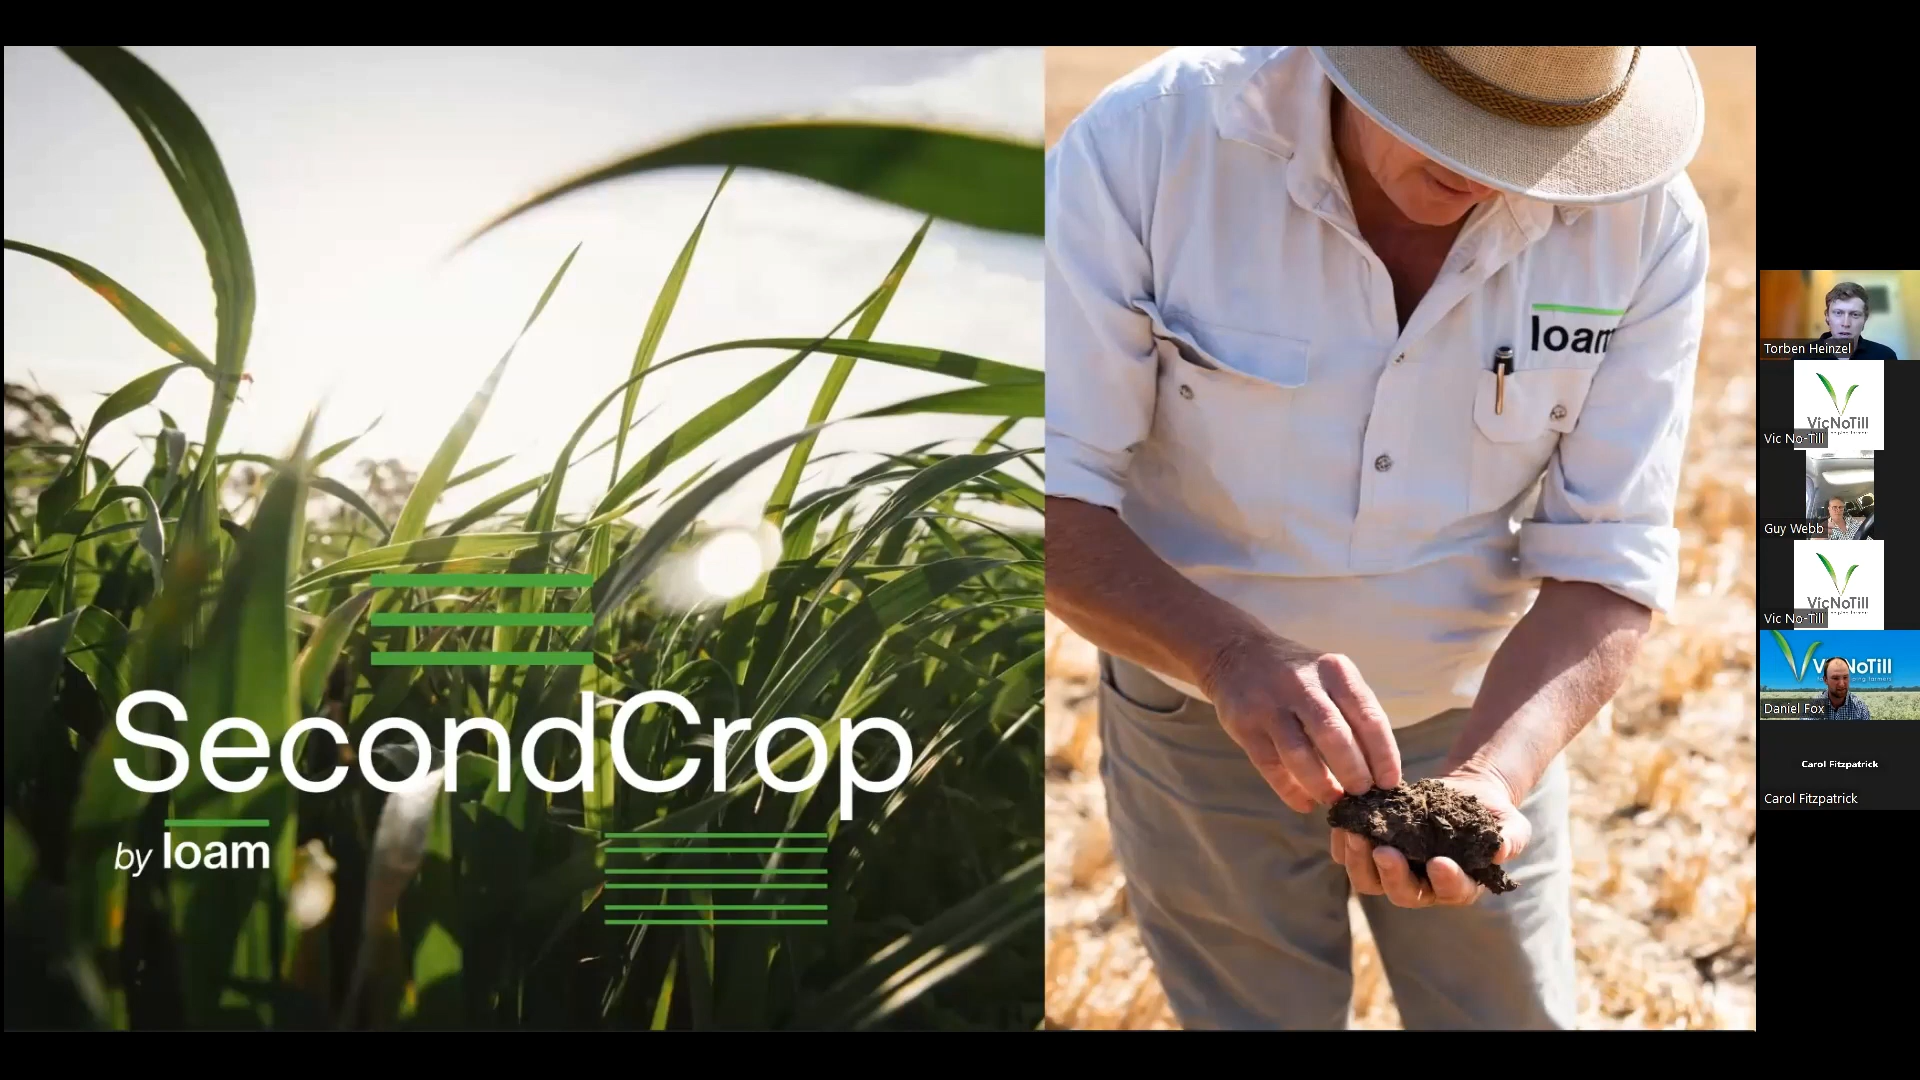 SecondCrop
by loam
loam
Torben Heinzel
VicNoTill
Vic No-Till
Guy Webb
VicNoTill
Vic No-Till
VicNoTill
Daniel Fox
Carol Fitzpatrick
Carol Fitzpatrick